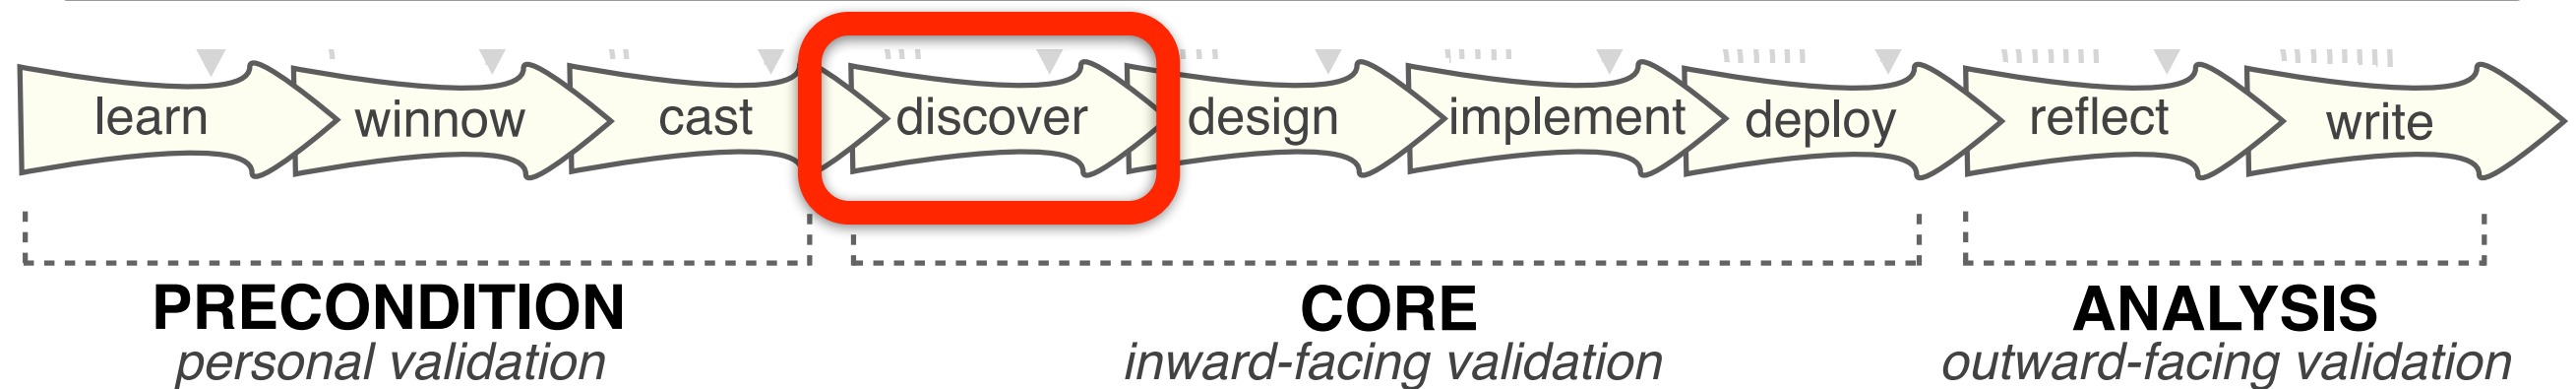 learn winnow cast discover design implement deploy reflect write
PRECONDITION CORE ANALYSIS
personal validation inward-facing validation outward-facing validation